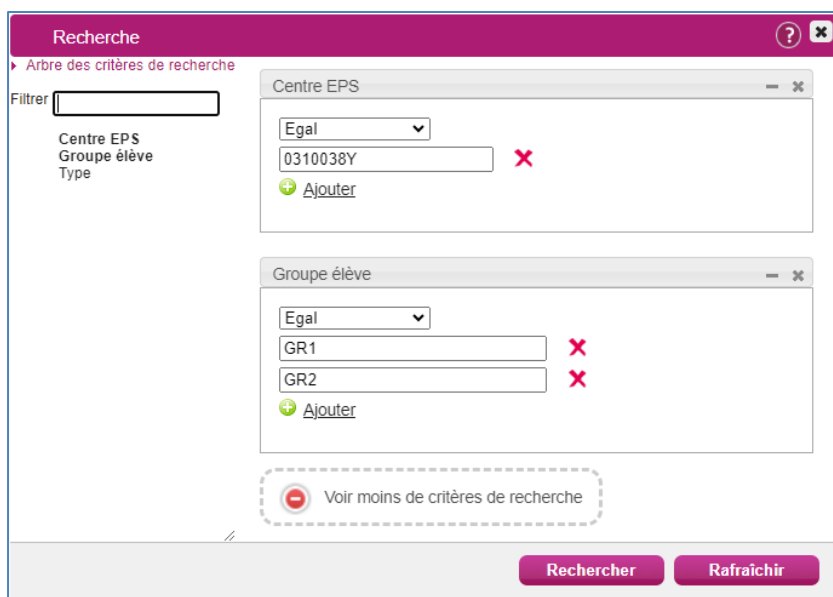 Recherche
Arbre des critères de recherche
Filtrer
Centre EPS
Groupe élève
Type
Centre EPS
Egal
0310038Y
Ajouter
Groupe élève
Egal
GR1
GR2
Ajouter
Voir moins de critères de recherche
Rechercher
Rafraîchir